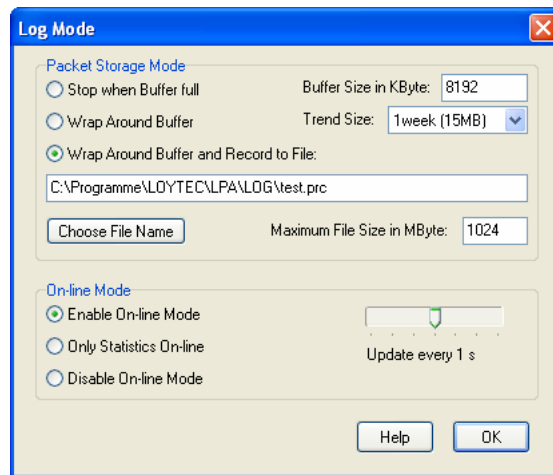 Log Mode
Packet Storage Mode
Stop when Buffer full
Buffer Size in KByte: 8192
Wrap Around Buffer
Trend Size: 1week (15MB)
Wrap Around Buffer and Record to File:
C:\Programme\LOYTEC\LPA\LOG\test.prc
Choose File Name
Maximum File Size in MByte: 1024
On-line Mode
Enable On-line Mode
Only Statistics On-line
Update every 1 s
Disable On-line Mode
Help
OK